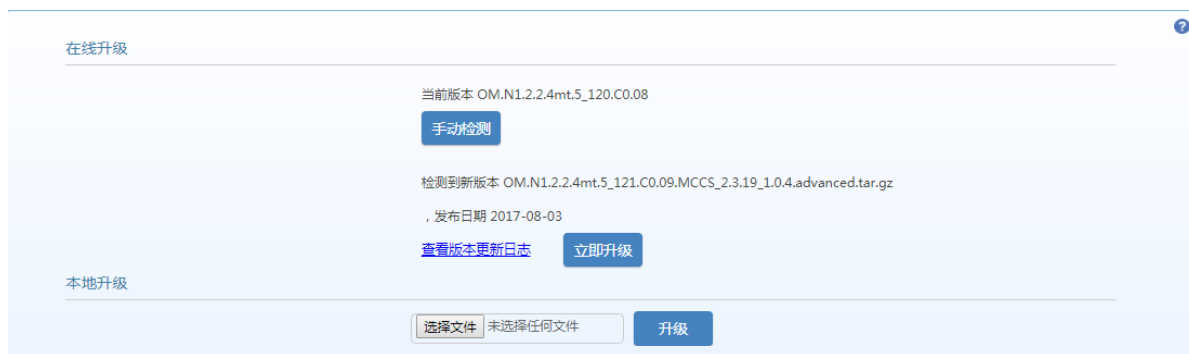 在线升级
当前版本 OM.N1.2.2.4mt.5_120.C0.08
手动检测
检测到新版本 OM.N1.2.2.4mt.5_121.C0.09.MCCS_2.3.19_1.0.4.advanced.tar.gz
，发布日期 2017-08-03
查看版本更新日志 立即升级
本地升级
选择文件 未选择任何文件 升级